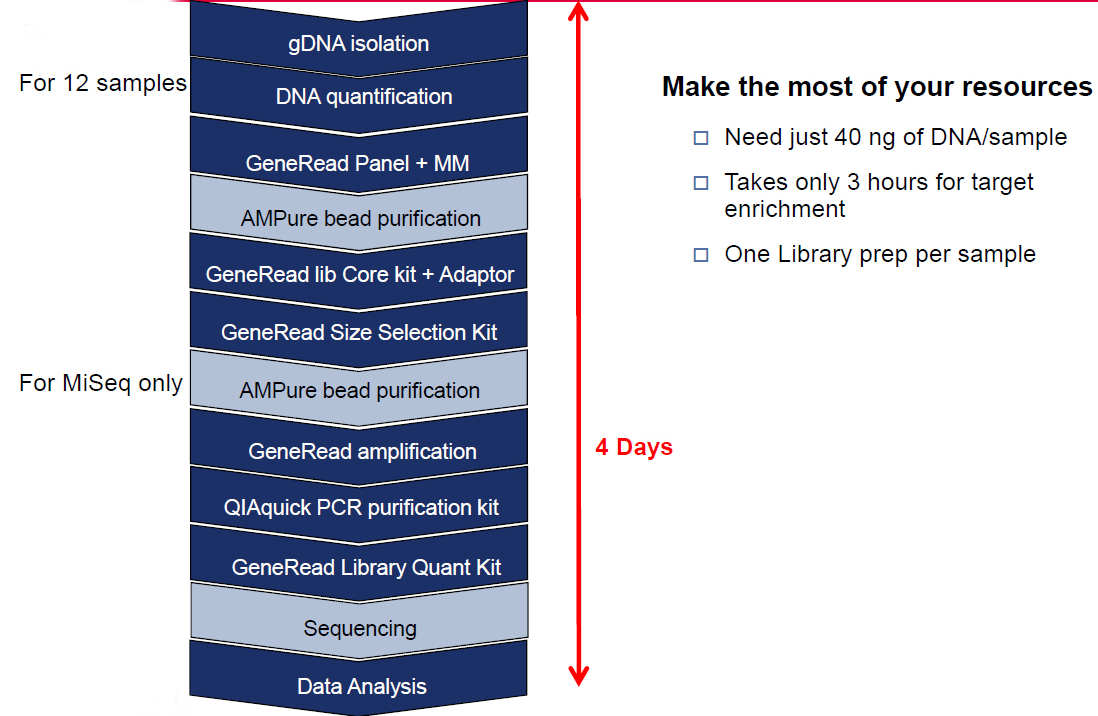 gDNA isolation
For 12 samples
DNA quantification
GeneRead Panel + MM
AMPure bead purification
GeneRead lib Core kit + Adaptor
GeneRead Size Selection Kit
For MiSeq only
AMPure bead purification
GeneRead amplification
QIAquick PCR purification kit
GeneRead Library Quant Kit
Sequencing
Data Analysis
4 Days
Make the most of your resources
Need just 40 ng of DNA/sample
Takes only 3 hours for target
enrichment
One Library prep per sample